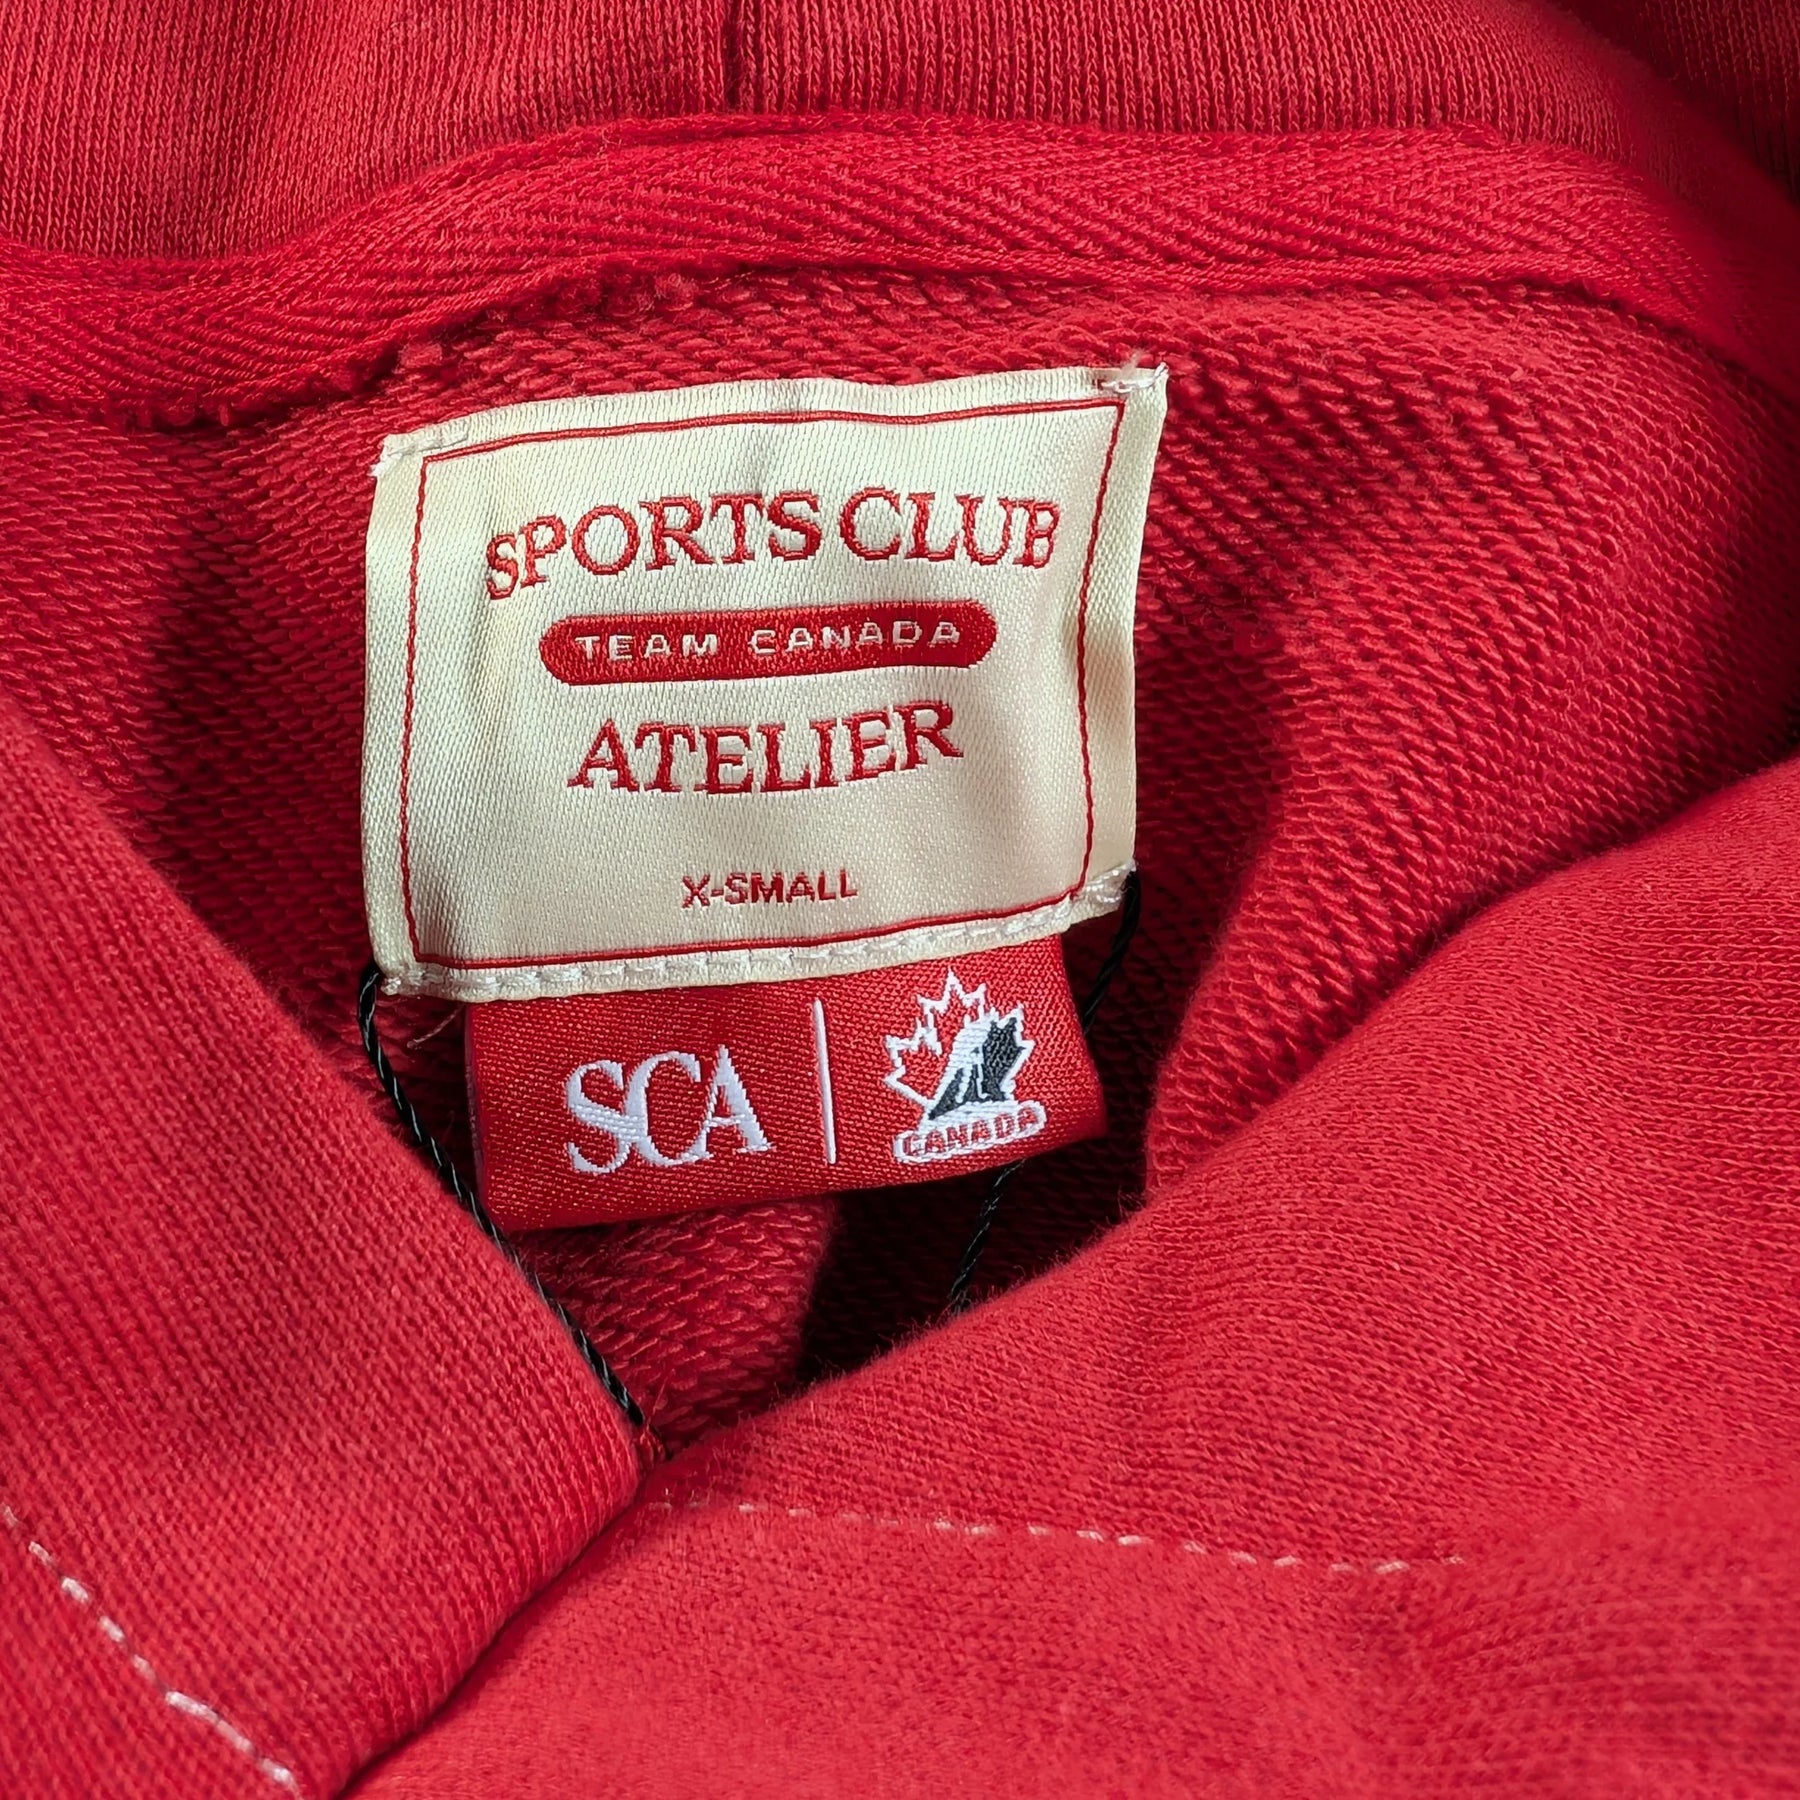 SPORTS CLUB
TEAM CANADA
ATELIER
X-SMALL
SCA
CANADA